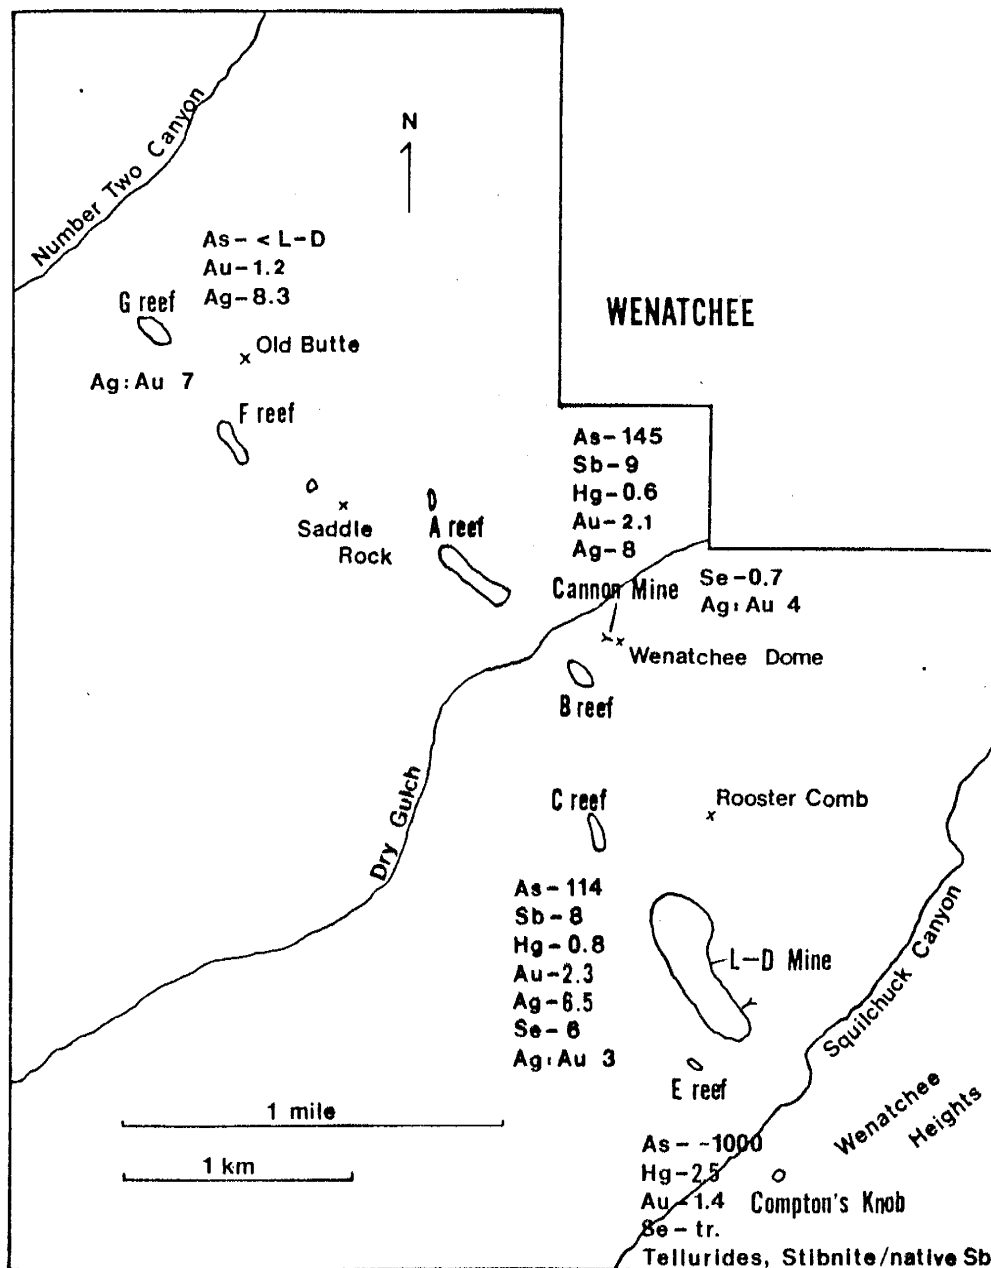 Number Two Canyon
N
As-<L-D
Au-1.2
Ag-8.3
G reef
Old Butte
Ag:Au 7
F reef
WENATCHEE
Saddle
Rock
A reef
As-145
Sb-9
Hg-0.6
Au-2.1
Ag-8
Cannon Mine
Se-0.7
Ag:Au 4
Wenatchee Dome
B reef
Dry Gulch
C reef
Rooster Comb
As-114
Sb-8
Hg-0.8
Au-2.3
Ag-6.5
Se-6
Ag:Au 3
L-D Mine
Squilchuck Canyon
E reef
Wenatchee
Heights
1 mile
1 km
As-~1000
Hg-2.5
Au-1.4
Se-tr.
Tellurides, Stibnite/native Sb
Compton's Knob